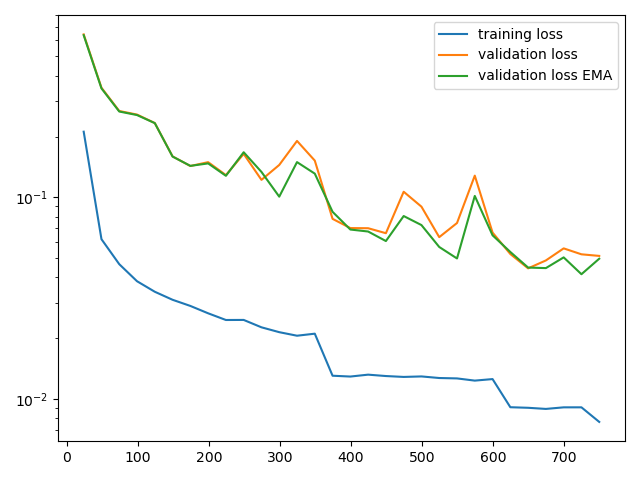 training loss
validation loss
validation loss EMA
10⁻¹
10⁻²
0 100 200 300 400 500 600 700